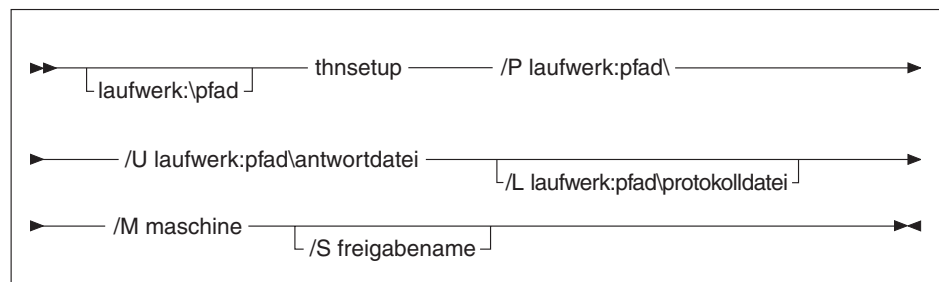 thnsetup /P laufwerk:pfad\
laufwerk:\pfad
/U laufwerk:pfad\antwortdatei
/L laufwerk:pfad\protokolldatei
/M maschine
/S freigabename